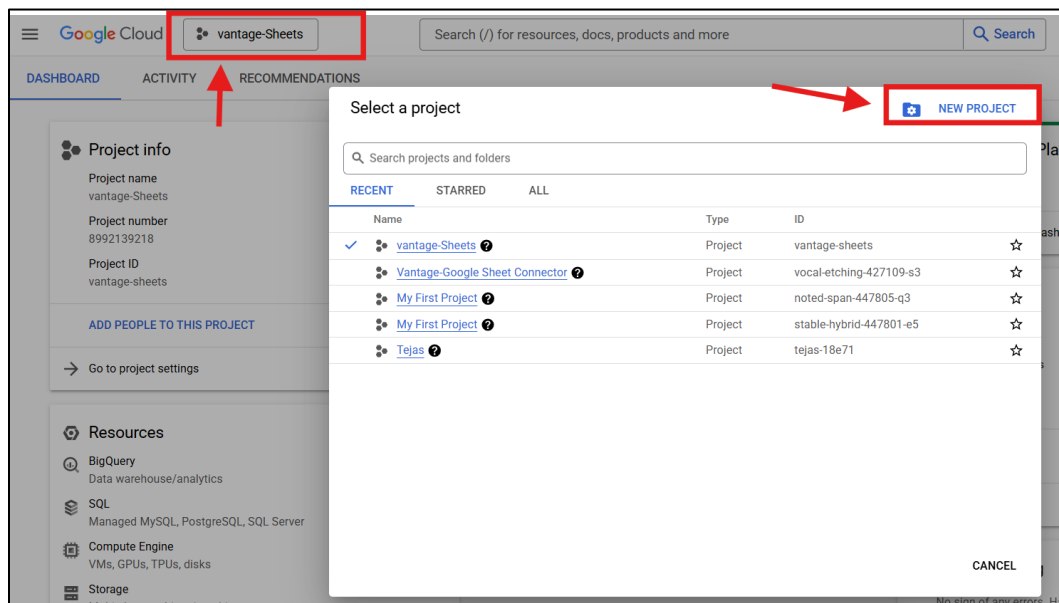 Google Cloud
vantage-Sheets
Search (/) for resources, docs, products and more
Search
DASHBOARD
ACTIVITY
RECOMMENDATIONS
Project info
Project name
vantage-Sheets
Project number
8992139218
Project ID
vantage-sheets
ADD PEOPLE TO THIS PROJECT
Go to project settings
Resources
BigQuery
Data warehouse/analytics
SQL
Managed MySQL, PostgreSQL, SQL Server
Compute Engine
VMs, GPUs, TPUs, disks
Storage
Select a project
NEW PROJECT
Search projects and folders
RECENT STARRED ALL
Name Type ID
vantage-Sheets Project vantage-sheets
Vantage-Google Sheet Connector Project vocal-etching-427109-s3
My First Project Project noted-span-447805-q3
My First Project Project stable-hybrid-447801-e5
Tejas Project tejas-18e71
CANCEL
No sign of any errors.